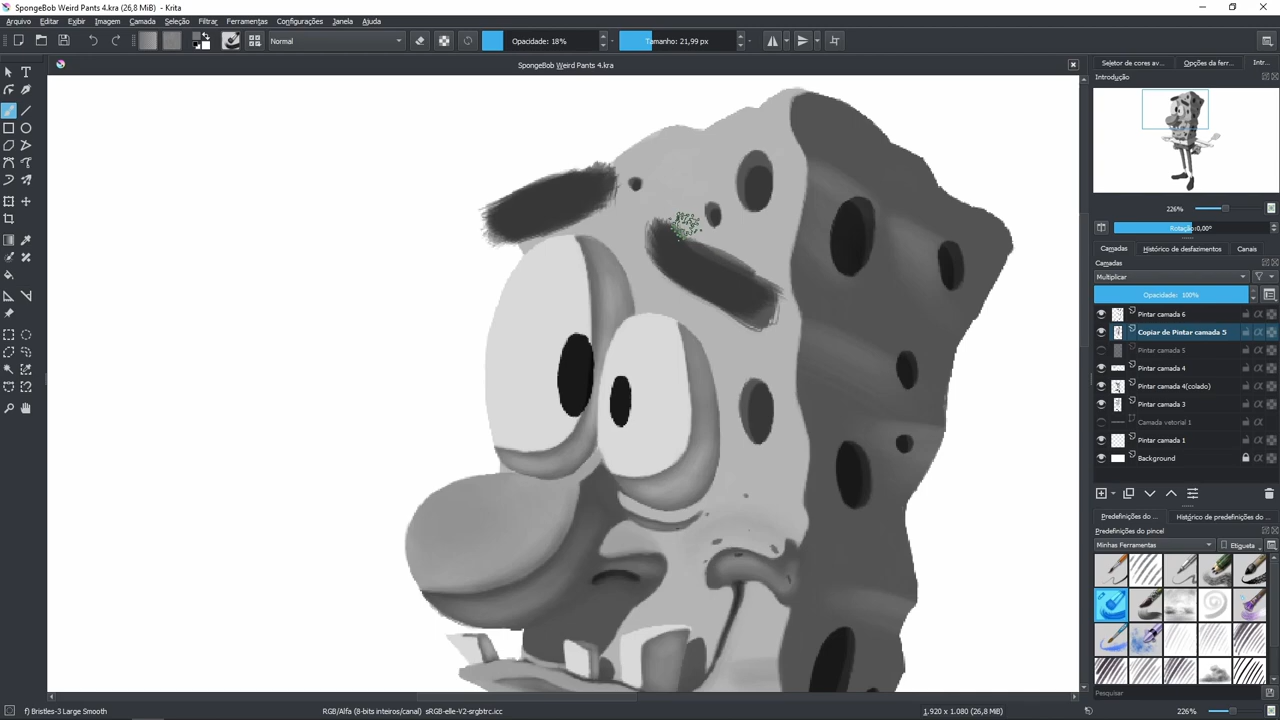 SpongeBob Weird Pants 4.kra (26,8 MiB) - Krita
Arquivo Editar Exibir Imagem Camada Seleção Filtrar Ferramentas Configurações Janela Ajuda
Normal Opacidade: 18% Tamanho: 21,99 px
SpongeBob Weird Pants 4.kra
Seletor de cores av... Opções da ferr... Intr...
Introdução
226%
Rotação:0,00°
Camadas Histórico de desfazimentos Canais
Camadas
Multiplicar
Opacidade: 100%
Pintar camada 6
Copiar de Pintar camada 5
Pintar camada 5
Pintar camada 4
Pintar camada 4(colado)
Pintar camada 3
Camada vetorial 1
Pintar camada 1
Background
Predefinições do ... Histórico de predefinições do ...
Predefinições do pincel
Minhas Ferramentas Etiqueta
Pesquisar
f) Bristles-3 Large Smooth RGB/Alfa (8-bits inteiros/canal) sRGB-elle-V2-srgbtrc.icc 1.920 x 1.080 (26,8 MiB) 226%